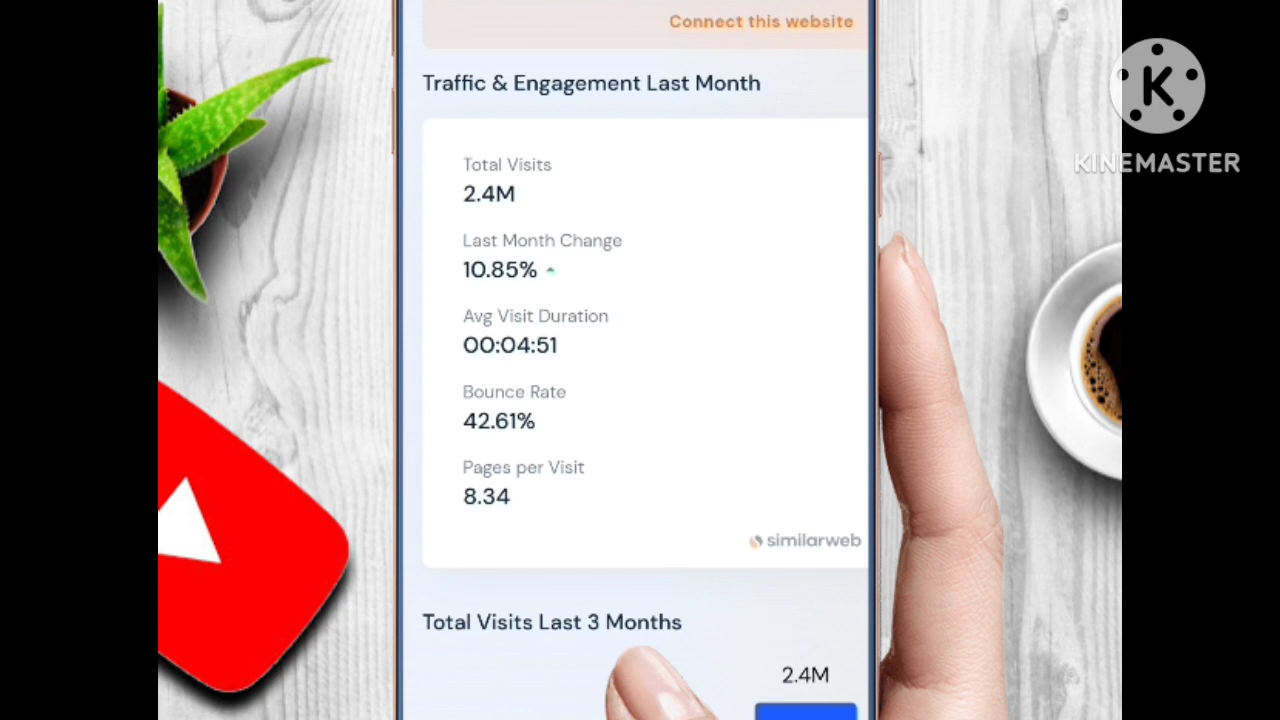 Connect this website
K
KINEMASTER
Traffic & Engagement Last Month
Total Visits
2.4M
Last Month Change
10.85%
Avg Visit Duration
00:04:51
Bounce Rate
42.61%
Pages per Visit
8.34
similarweb
Total Visits Last 3 Months
2.4M